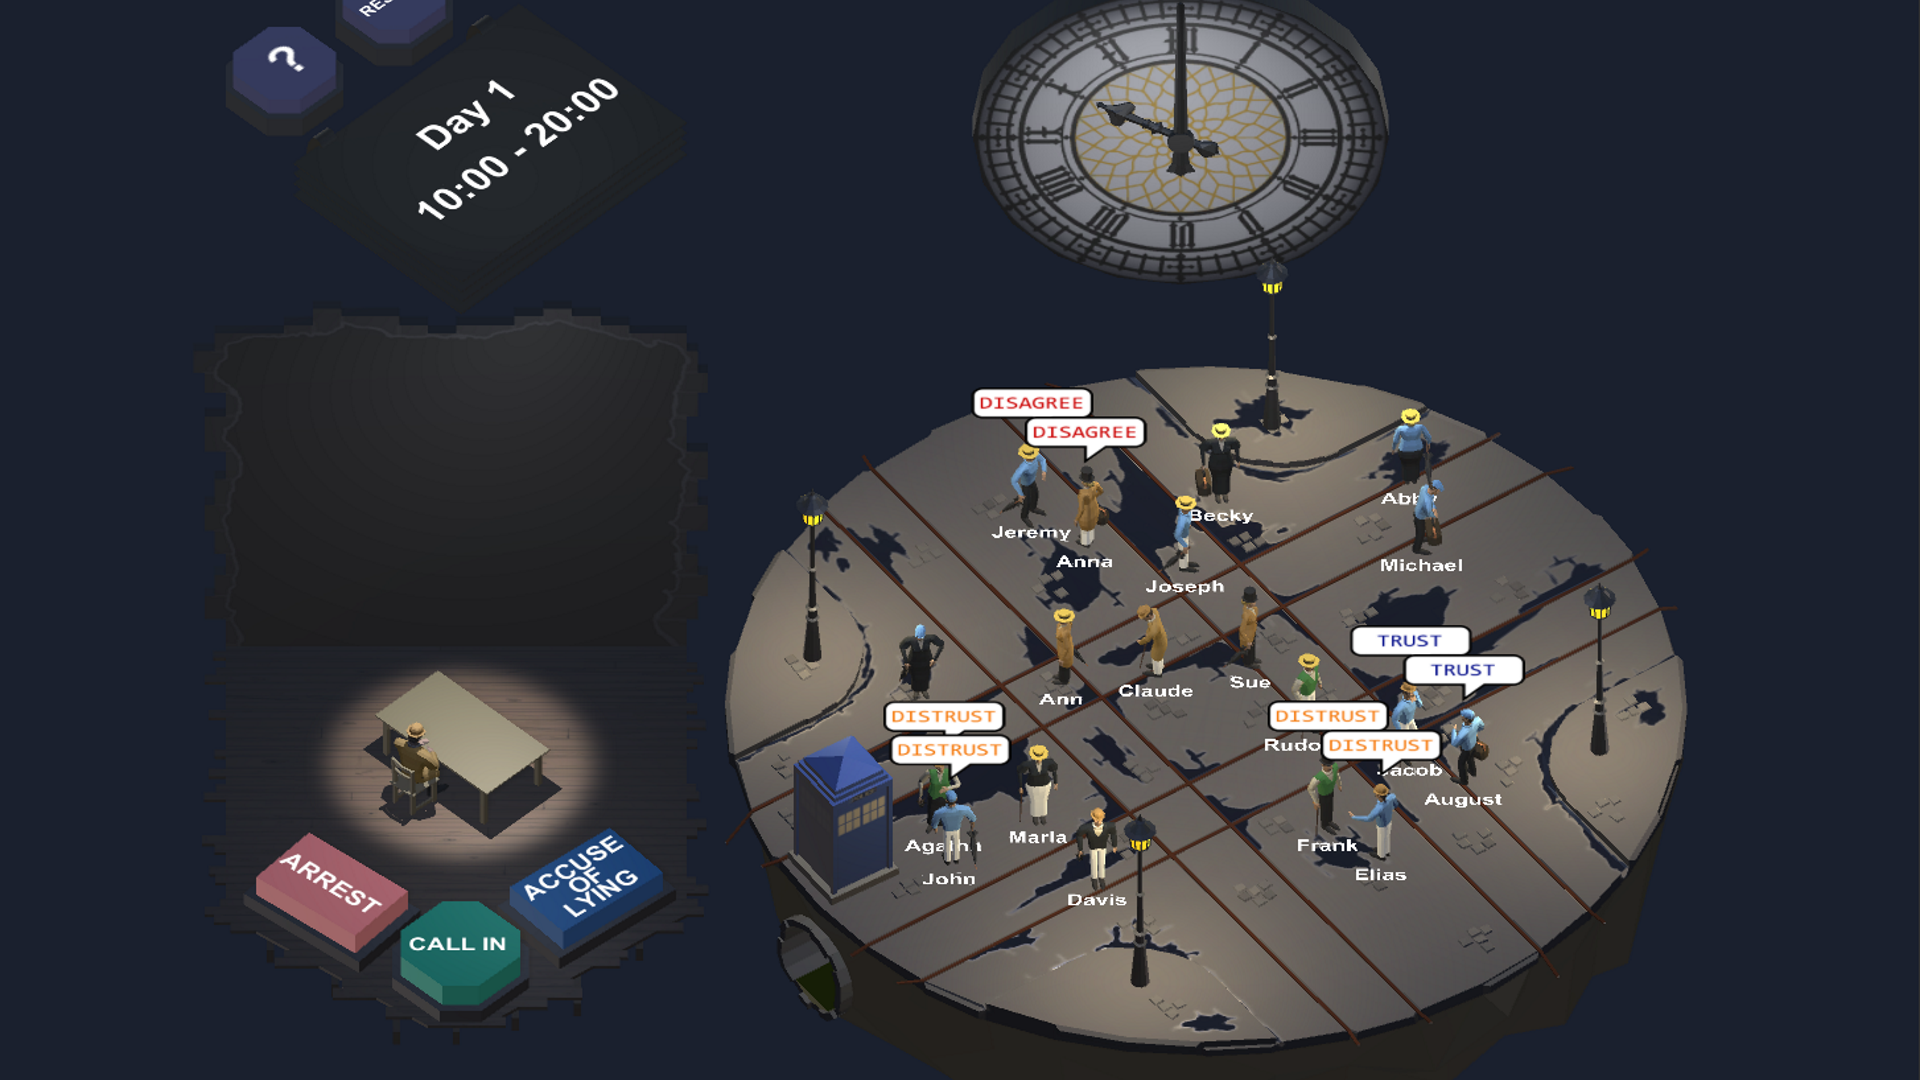 ?
Day 1
10:00 - 20:00
DISAGREE
DISAGREE
Jeremy
Anna
Becky
Joseph
Michael
TRUST
TRUST
Ann
Claude
Sue
DISTRUST
DISTRUST
DISTRUST
DISTRUST
August
Marla
John
Davis
Frank
Elias
ARREST
CALL IN
ACCUSE
OF
LYING